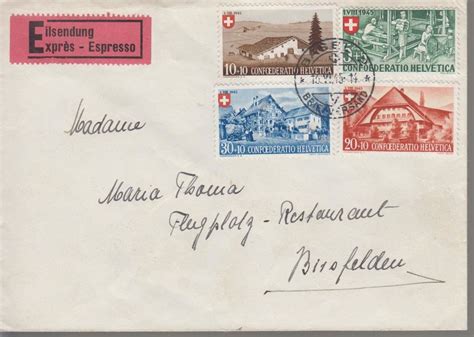 Eilsendung
Exprès - Espresso
I.VIII.1945
10+10 CONFŒDERATIO HELVETICA
CONFŒDERATIO HELVETICA
30+10 CONFŒDERATIO HELVETICA
20+10 CONFŒDERATIO HELVETICA
BASEL
Madame
Maria Thoma
Flugplatz - Restaurant
Birsfelden